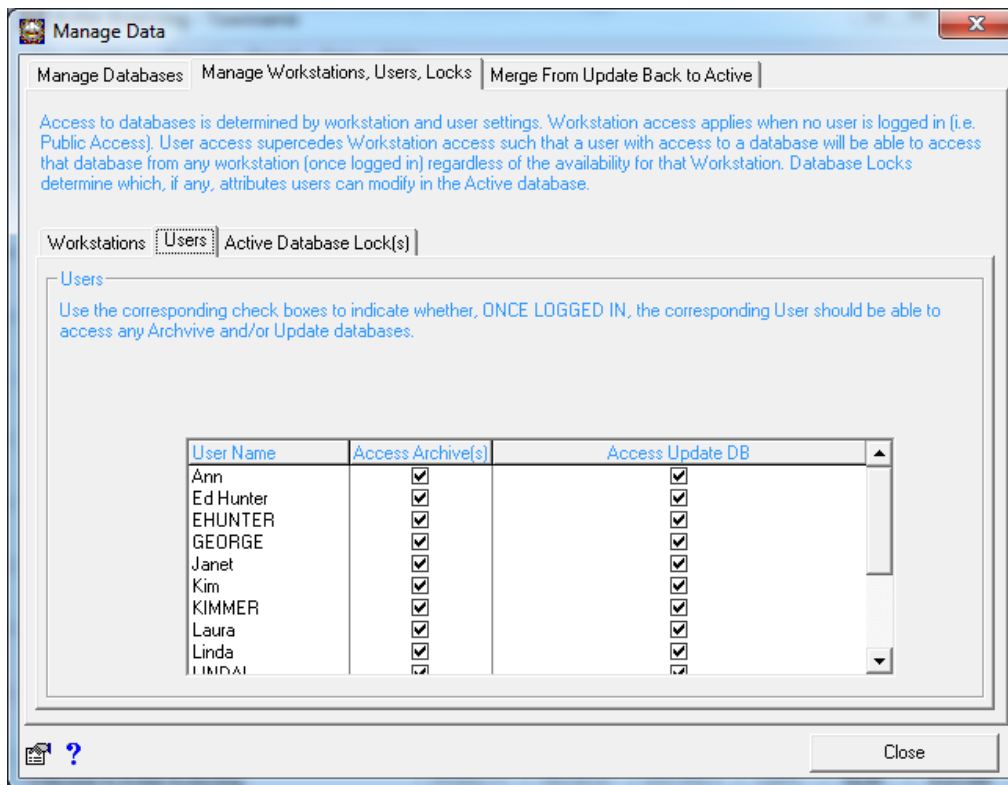 Manage Data
Manage Databases Manage Workstations, Users, Locks Merge From Update Back to Active
Access to databases is determined by workstation and user settings. Workstation access applies when no user is logged in (i.e.
Public Access). User access supercedes Workstation access such that a user with access to a database will be able to access
that database from any workstation (once logged in) regardless of the availability for that Workstation. Database Locks
determine which, if any, attributes users can modify in the Active database.
Workstations Users Active Database Lock(s)
Users
Use the corresponding check boxes to indicate whether, ONCE LOGGED IN, the corresponding User should be able to
access any Archvive and/or Update databases.
User Name Access Archive(s) Access Update DB
Ann
Ed Hunter
EHUNTER
GEORGE
Janet
Kim
KIMMER
Laura
Linda
?
Close